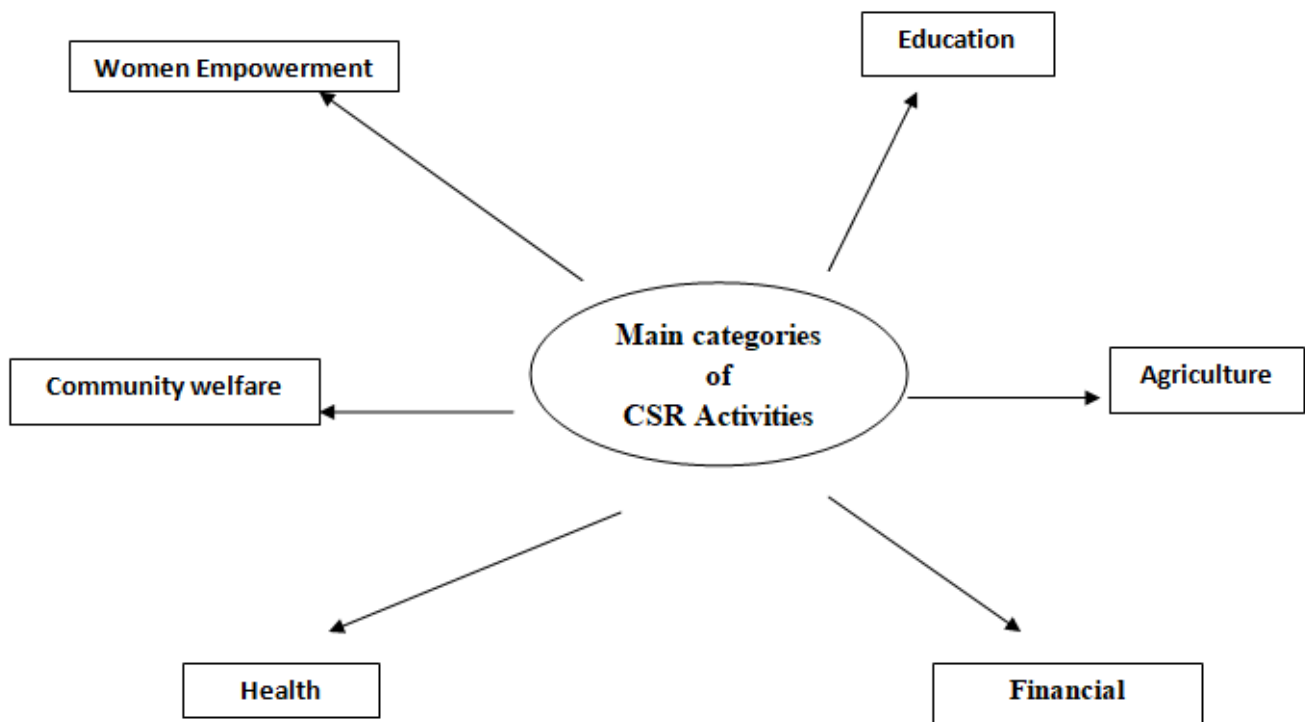 Education
Women Empowerment
Main categories
of
CSR Activities
Community welfare
Agriculture
Health
Financial